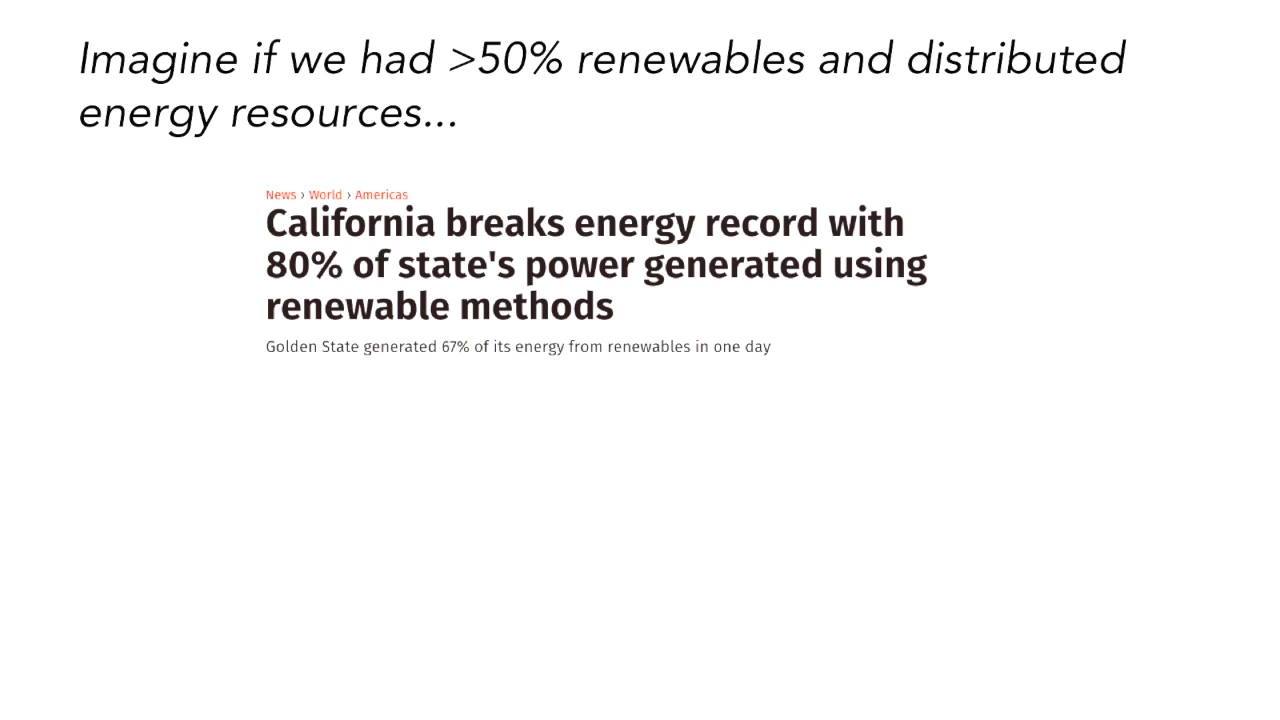 Imagine if we had >50% renewables and distributed
energy resources...
News › World › Americas
California breaks energy record with
80% of state's power generated using
renewable methods
Golden State generated 67% of its energy from renewables in one day